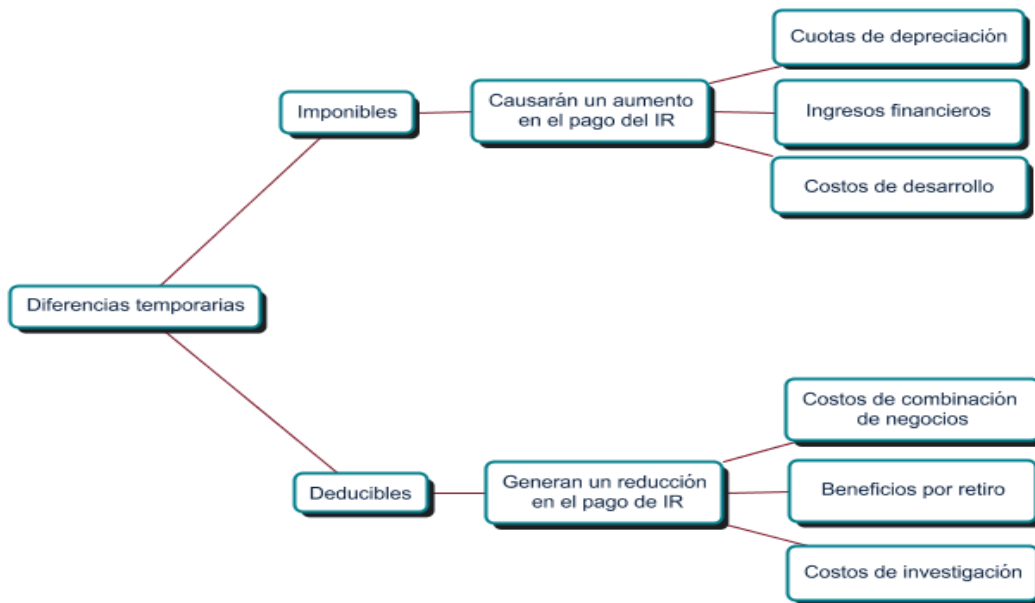 Diferencias temporarias
Imponibles
Causarán un aumento
en el pago del IR
Cuotas de depreciación
Ingresos financieros
Costos de desarrollo
Deducibles
Generan un reducción
en el pago de IR
Costos de combinación
de negocios
Beneficios por retiro
Costos de investigación